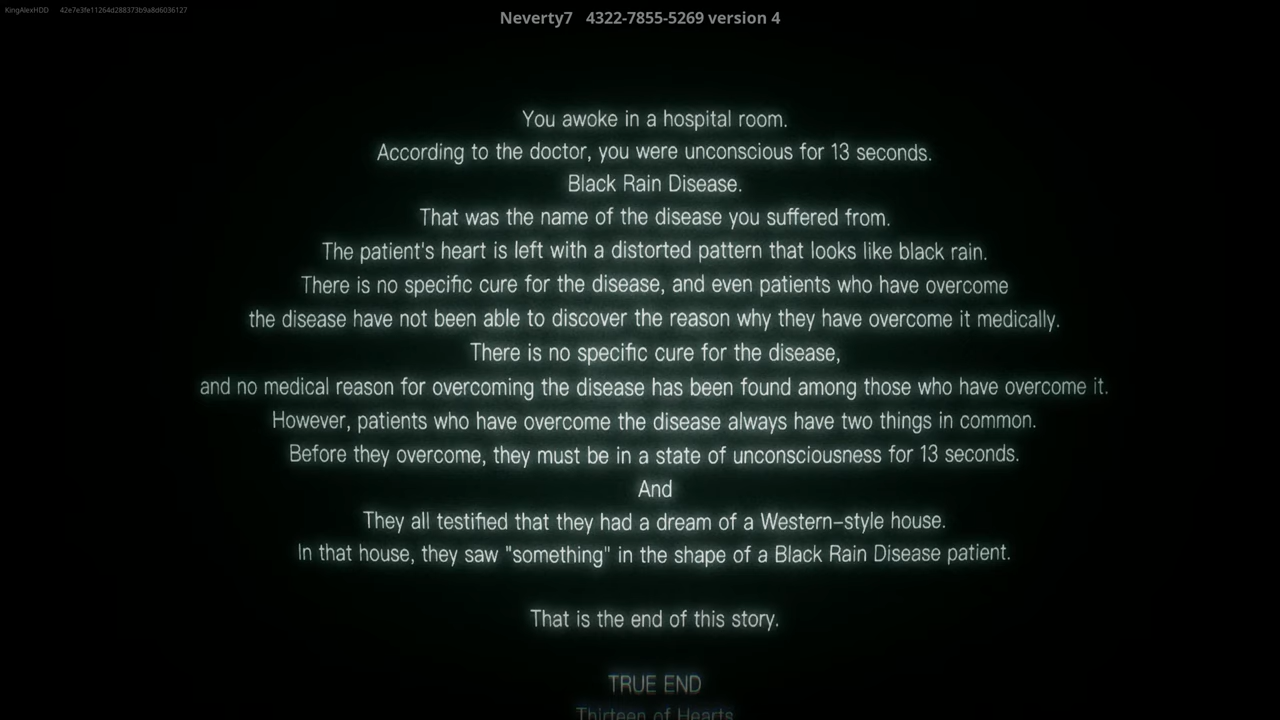 KingAlexHDD 42e7e3fe11264d288373b9a8d6036127
Neverty7 4322-7855-5269 version 4
You awoke in a hospital room.
According to the doctor, you were unconscious for 13 seconds.
Black Rain Disease.
That was the name of the disease you suffered from.
The patient's heart is left with a distorted pattern that looks like black rain.
There is no specific cure for the disease, and even patients who have overcome
the disease have not been able to discover the reason why they have overcome it medically.
There is no specific cure for the disease,
and no medical reason for overcoming the disease has been found among those who have overcome it.
However, patients who have overcome the disease always have two things in common.
Before they overcome, they must be in a state of unconsciousness for 13 seconds.
And
They all testified that they had a dream of a Western-style house.
In that house, they saw "something" in the shape of a Black Rain Disease patient.
That is the end of this story.
TRUE END
Thirteen of Hearts